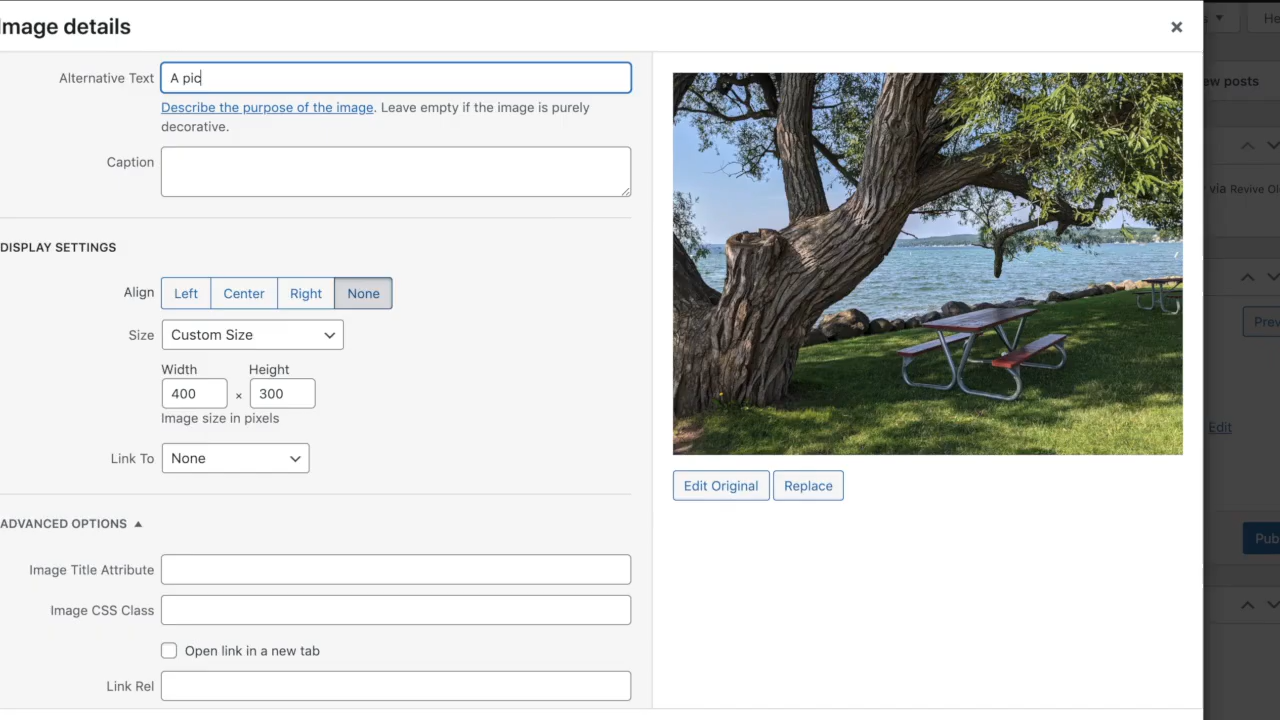 Image details
Alternative Text
A pic
Describe the purpose of the image. Leave empty if the image is purely
decorative.
Caption
DISPLAY SETTINGS
Align
Left
Center
Right
None
Size
Custom Size
Width
Height
400
×
300
Image size in pixels
Link To
None
ADVANCED OPTIONS
Image Title Attribute
Image CSS Class
Open link in a new tab
Link Rel
Edit Original
Replace
posts
via Revive
Edit